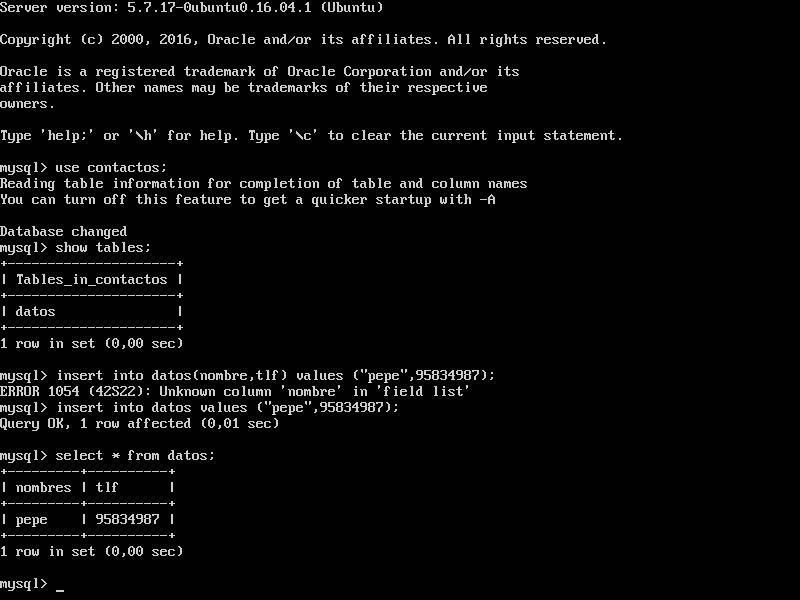 Server version: 5.7.17-0ubuntu0.16.04.1 (Ubuntu)
Copyright (c) 2000, 2016, Oracle and/or its affiliates. All rights reserved.
Oracle is a registered trademark of Oracle Corporation and/or its
affiliates. Other names may be trademarks of their respective
owners.
Type 'help;' or '\h' for help. Type '\c' to clear the current input statement.
mysql> use contactos;
Reading table information for completion of table and column names
You can turn off this feature to get a quicker startup with -A
Database changed
mysql> show tables;
+---------------------+
| Tables_in_contactos |
+---------------------+
| datos               |
+---------------------+
1 row in set (0,00 sec)
mysql> insert into datos(nombre,tlf) values ("pepe",95834987);
ERROR 1054 (42S22): Unknown column 'nombre' in 'field list'
mysql> insert into datos values ("pepe",95834987);
Query OK, 1 row affected (0,01 sec)
mysql> select * from datos;
+---------+----------+
| nombres | tlf      |
+---------+----------+
| pepe    | 95834987 |
+---------+----------+
1 row in set (0,00 sec)
mysql> _